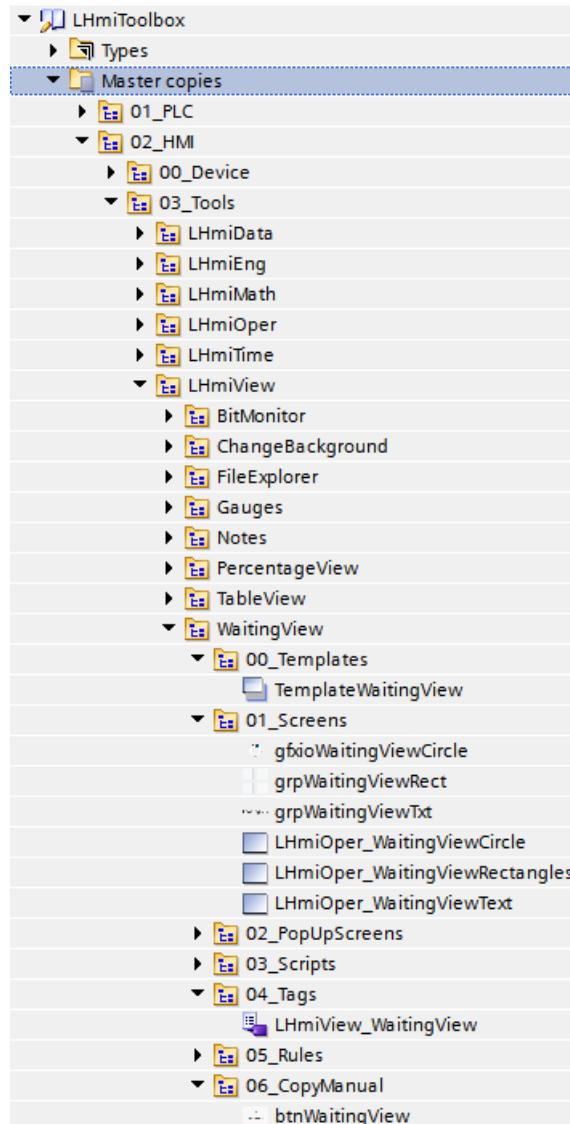 LHmiToolbox
Types
Master copies
01_PLC
02_HMI
00_Device
03_Tools
LHmiData
LHmiEng
LHmiMath
LHmiOper
LHmiTime
LHmiView
BitMonitor
ChangeBackground
FileExplorer
Gauges
Notes
PercentageView
TableView
WaitingView
00_Templates
TemplateWaitingView
01_Screens
gfxioWaitingViewCircle
grpWaitingViewRect
grpWaitingViewTxt
LHmiOper_WaitingViewCircle
LHmiOper_WaitingViewRectangles
LHmiOper_WaitingViewText
02_PopUpScreens
03_Scripts
04_Tags
LHmiView_WaitingView
05_Rules
06_CopyManual
btnWaitingView